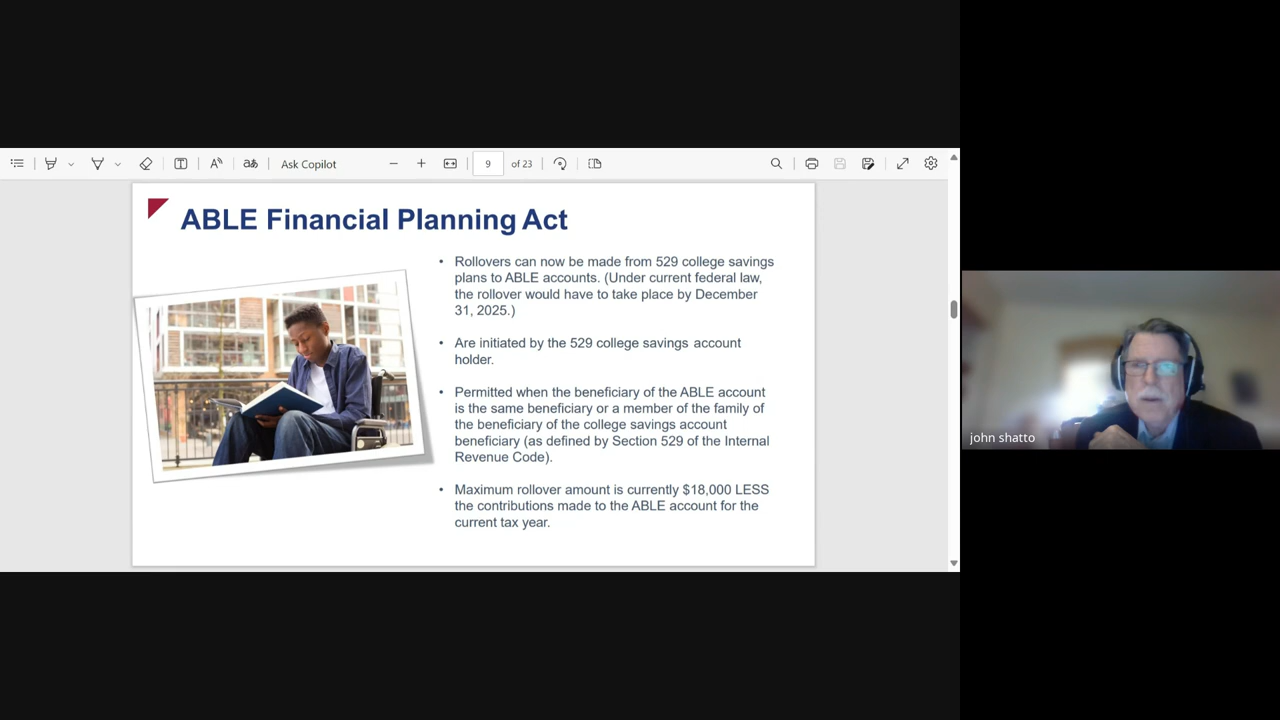 Ask Copilot
9 of 23
ABLE Financial Planning Act
• Rollovers can now be made from 529 college savings
plans to ABLE accounts. (Under current federal law,
the rollover would have to take place by December
31, 2025.)
• Are initiated by the 529 college savings account
holder.
• Permitted when the beneficiary of the ABLE account
is the same beneficiary or a member of the family of
the beneficiary of the college savings account
beneficiary (as defined by Section 529 of the Internal
Revenue Code).
• Maximum rollover amount is currently $18,000 LESS
the contributions made to the ABLE account for the
current tax year.
john shatto